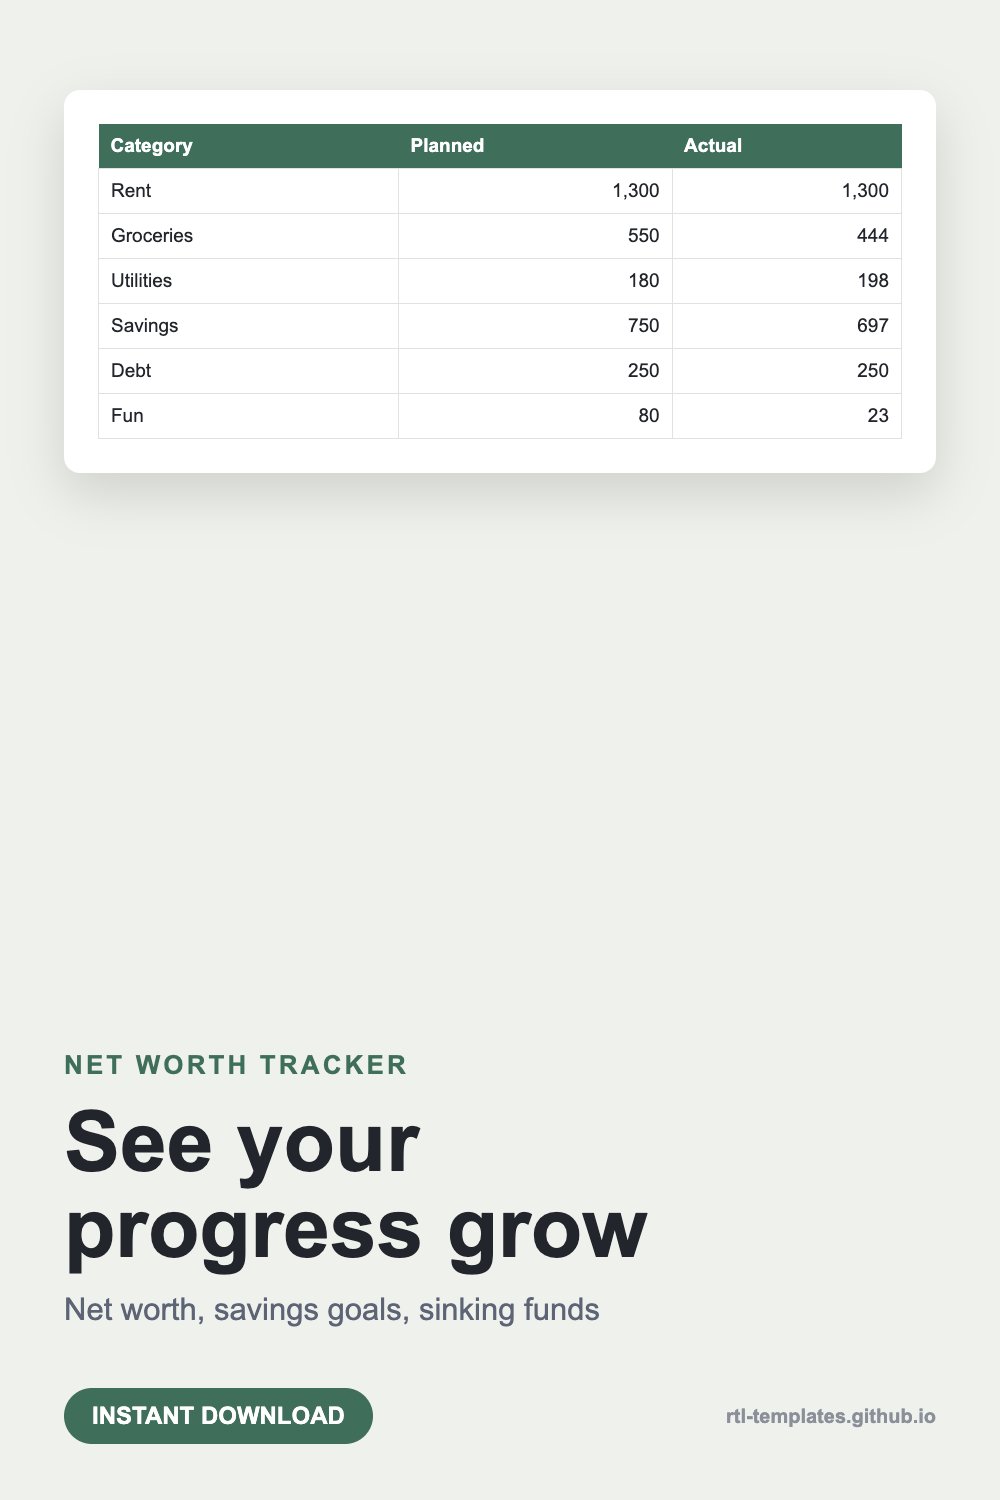 Category Planned Actual
Rent 1,300 1,300
Groceries 550 444
Utilities 180 198
Savings 750 697
Debt 250 250
Fun 80 23
NET WORTH TRACKER
See your
progress grow
Net worth, savings goals, sinking funds
INSTANT DOWNLOAD
rtl-templates.github.io